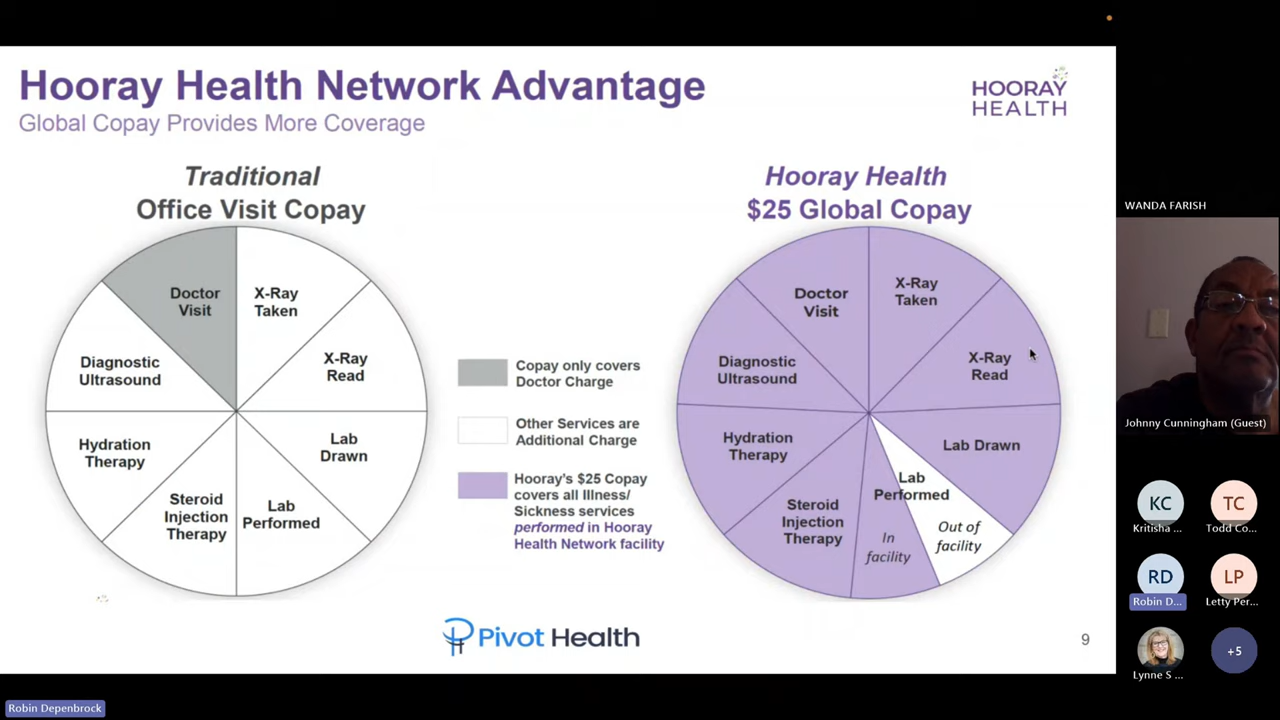 Hooray Health Network Advantage
Global Copay Provides More Coverage
HOORAY
HEALTH
Traditional
Office Visit Copay
Doctor
Visit
X-Ray
Taken
Diagnostic
Ultrasound
X-Ray
Read
Hydration
Therapy
Lab
Drawn
Steroid
Injection
Therapy
Lab
Performed
Copay only covers
Doctor Charge
Other Services are
Additional Charge
Hooray's $25 Copay
covers all Illness/
Sickness services
performed in Hooray
Health Network facility
Hooray Health
$25 Global Copay
Doctor
Visit
X-Ray
Taken
Diagnostic
Ultrasound
X-Ray
Read
Hydration
Therapy
Lab Drawn
Steroid
Injection
Therapy
Lab
Performed
In
facility
Out of
facility
Pivot Health
9
WANDA FARISH
Johnny Cunningham (Guest)
KC
Kritisha ...
TC
Todd Co...
RD
Robin D...
LP
Letty Per...
Lynne S ...
+5
Robin Depenbrock